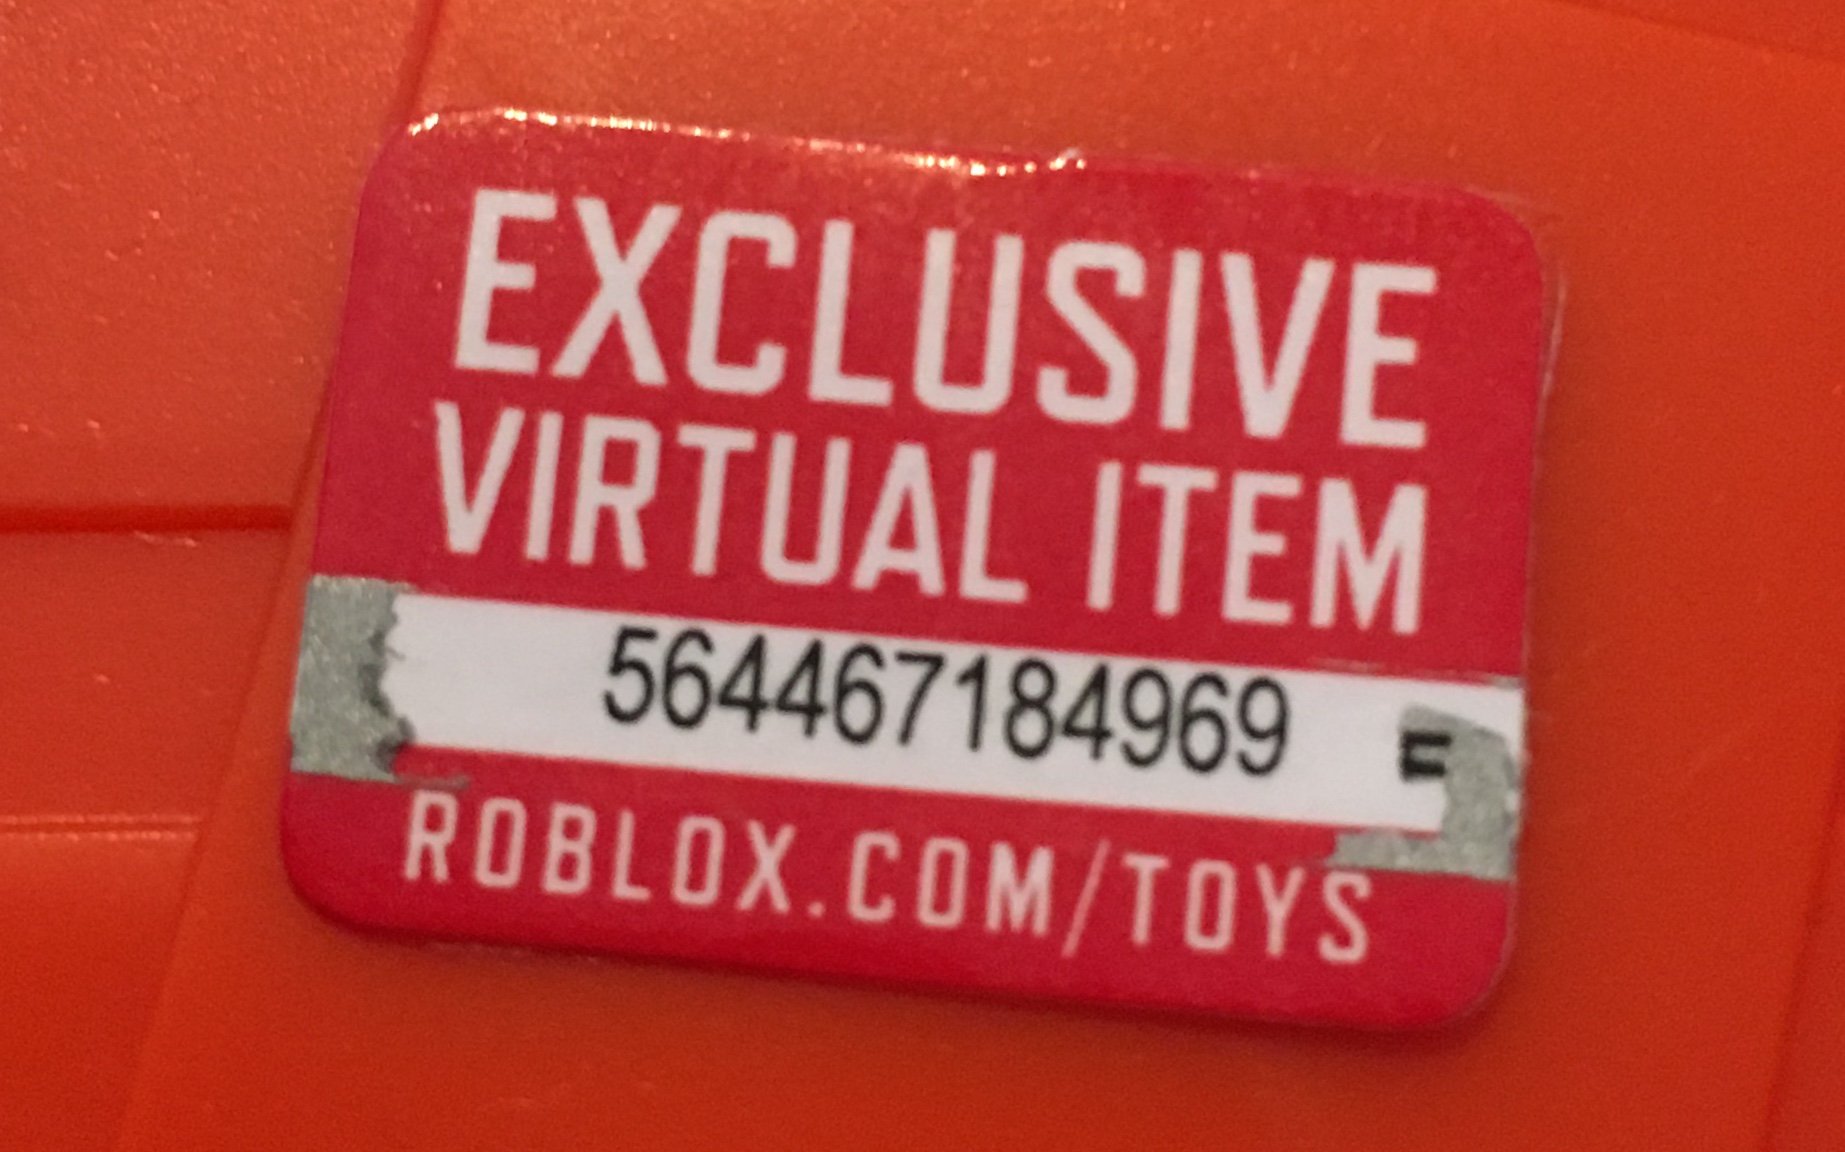 EXCLUSIVE
VIRTUAL ITEM
564467184969
ROBLOX.COM/TOYS